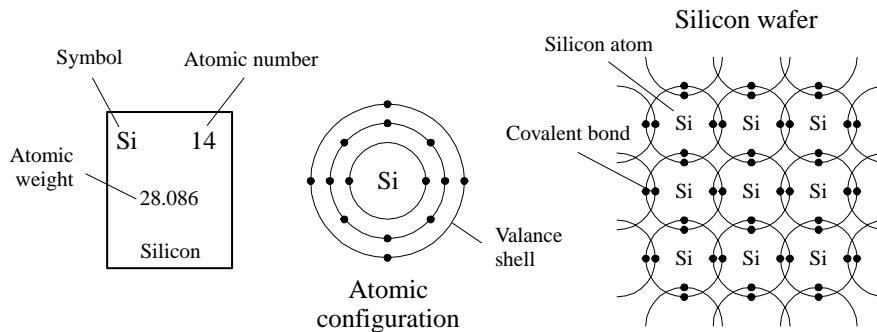 Symbol
Atomic number
Si
14
Atomic
weight
28.086
Silicon
Si
Valance
shell
Atomic
configuration
Silicon wafer
Silicon atom
Covalent bond
Si Si Si
Si Si Si
Si Si Si